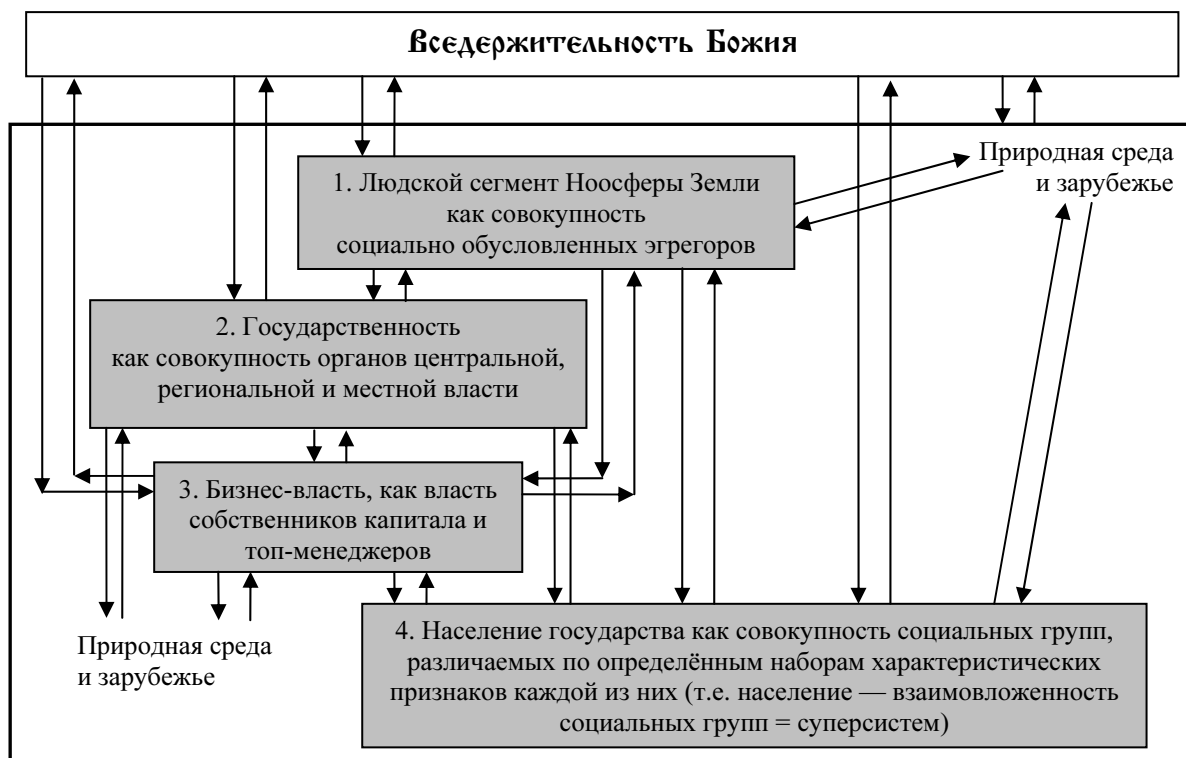 Вседержительность Божия
Природная среда
и зарубежье
1. Людской сегмент Ноосферы Земли
как совокупность
социально обусловленных эгрегоров
2. Государственность
как совокупность органов центральной,
региональной и местной власти
3. Бизнес-власть, как власть
собственников капитала и
топ-менеджеров
Природная среда
и зарубежье
4. Население государства как совокупность социальных групп,
различаемых по определённым наборам характеристических
признаков каждой из них (т.е. население — взаимовложенность
социальных групп = суперсистем)